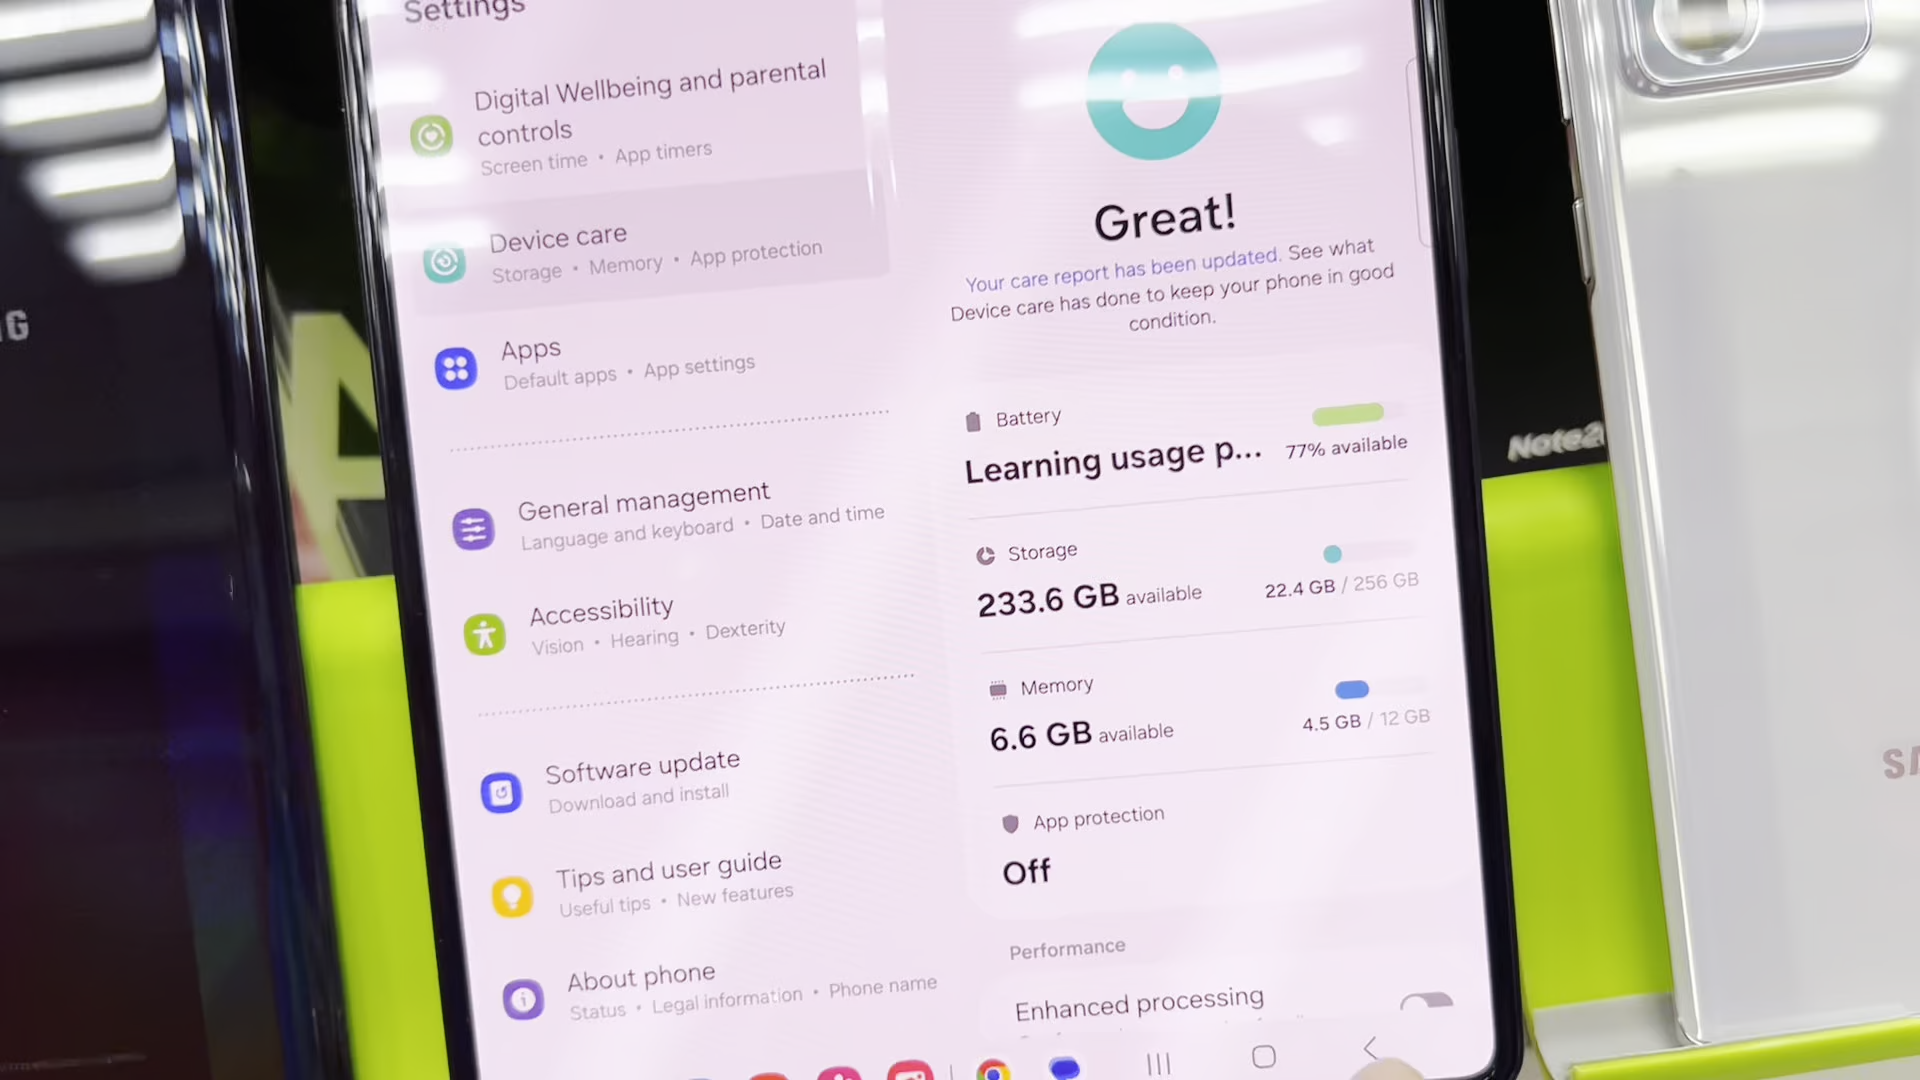 Settings
Digital Wellbeing and parental
controls
Screen time • App timers
Device care
Storage • Memory • App protection
Apps
Default apps • App settings
General management
Language and keyboard • Date and time
Accessibility
Vision • Hearing • Dexterity
Software update
Download and install
Tips and user guide
Useful tips • New features
About phone
Status • Legal information • Phone name
Great!
Your care report has been updated. See what
Device care has done to keep your phone in good
condition.
Battery
Learning usage p...
77% available
Storage
233.6 GB available
22.4 GB / 256 GB
Memory
6.6 GB available
4.5 GB / 12 GB
App protection
Off
Performance
Enhanced processing
Note2
SA
G
A